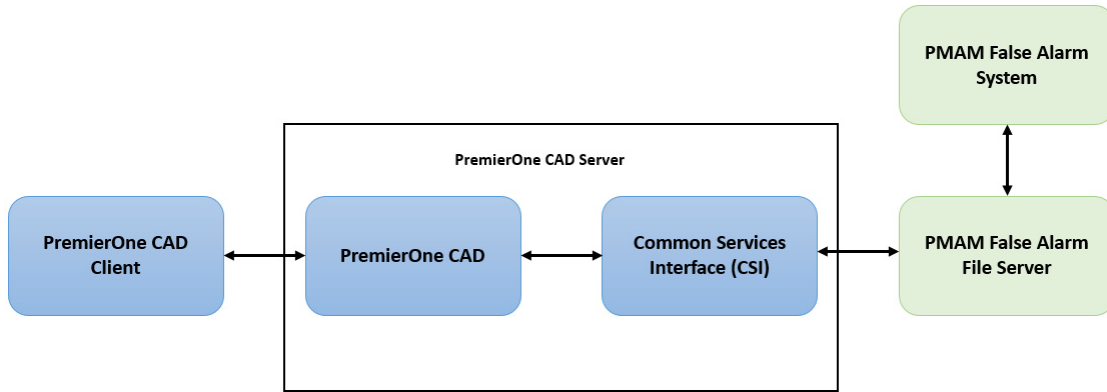 PMAM False Alarm
System
PremierOne CAD Server
PremierOne CAD
Client
PremierOne CAD
Common Services
Interface (CSI)
PMAM False Alarm
File Server